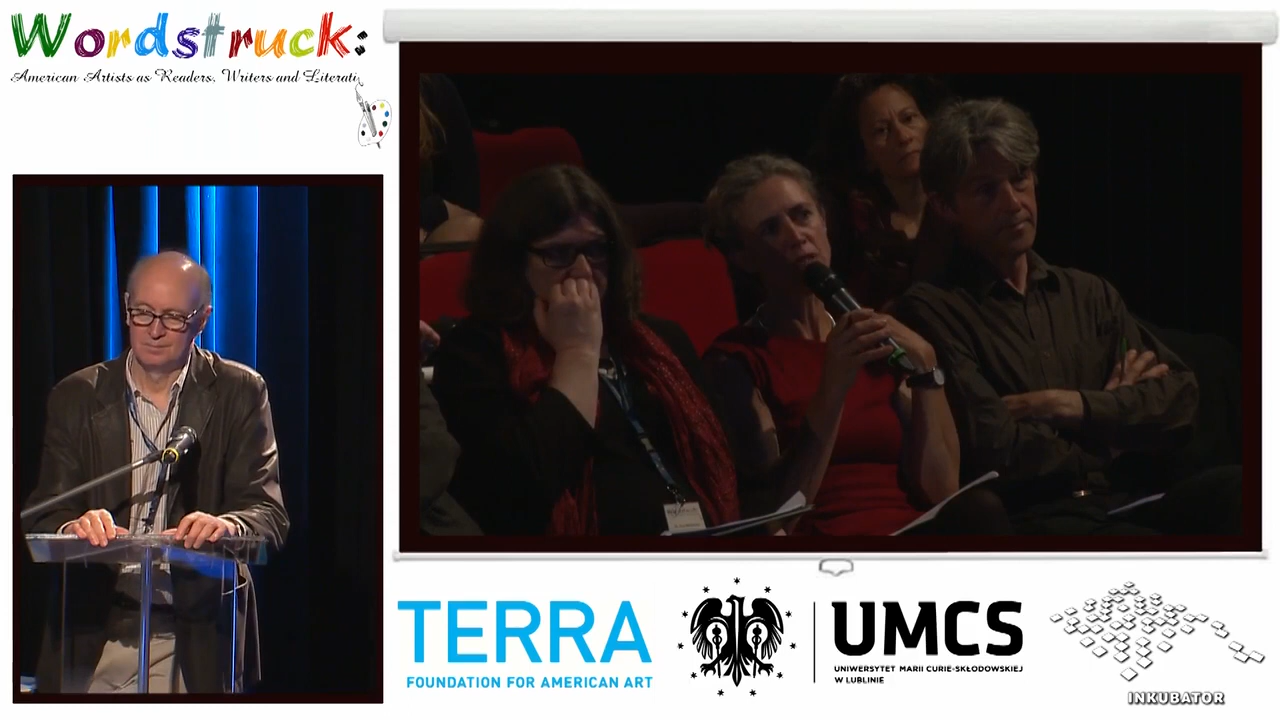 Wordstruck:
American Artists as Readers, Writers and Literati
TERRA
FOUNDATION FOR AMERICAN ART
UMCS
UNIWERSYTET MARII CURIE-SKŁODOWSKIEJ
W LUBLINIE
INKUBATOR